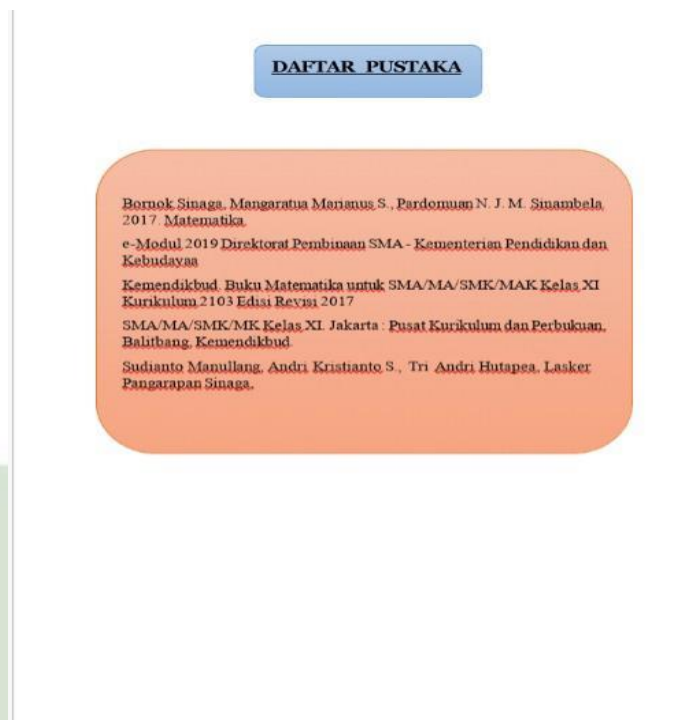 DAFTAR PUSTAKA
Bornok Sinaga, Mangaratua Marianus S., Pardomuan N. J. M. Sinambela,
2017. Matematika,
e-Modul 2019 Direktorat Pembinaan SMA - Kementerian Pendidikan dan
Kebudayaa
Kemendikbud. Buku Matematika untuk SMA/MA/SMK/MAK Kelas XI
Kurikulum 2103 Edisi Revisi 2017
SMA/MA/SMK/MK Kelas XI. Jakarta : Pusat Kurikulum dan Perbukuan,
Balitbang, Kemendikbud.
Sudianto Manullang, Andri Kristianto S., Tri Andri Hutapea, Lasker
Pangarapan Sinaga,